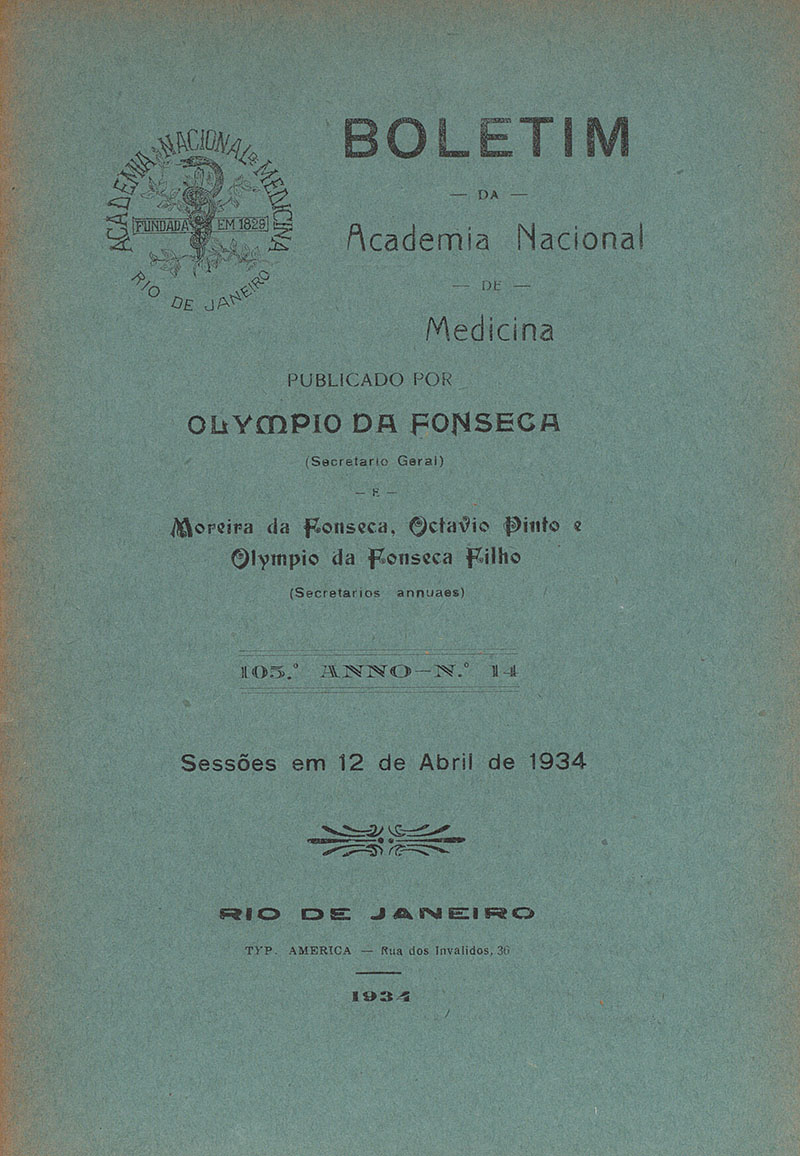 ACADEMIA NACIONAL DE MEDICINA
FUNDADA EM 1829
RIO DE JANEIRO
BOLETIM
— DA —
Academia Nacional
— DE —
Medicina
PUBLICADO POR
OLYMPIO DA FONSECA
(Secretario Geral)
— E —
Moreira da Fonseca, Octavio Pinto e
Olympio da Fonseca Filho
(Secretarios annuaes)
105.º ANNO—N.º 14
Sessões em 12 de Abril de 1934
RIO DE JANEIRO
TYP. AMERICA — Rua dos Invalidos, 36
1934